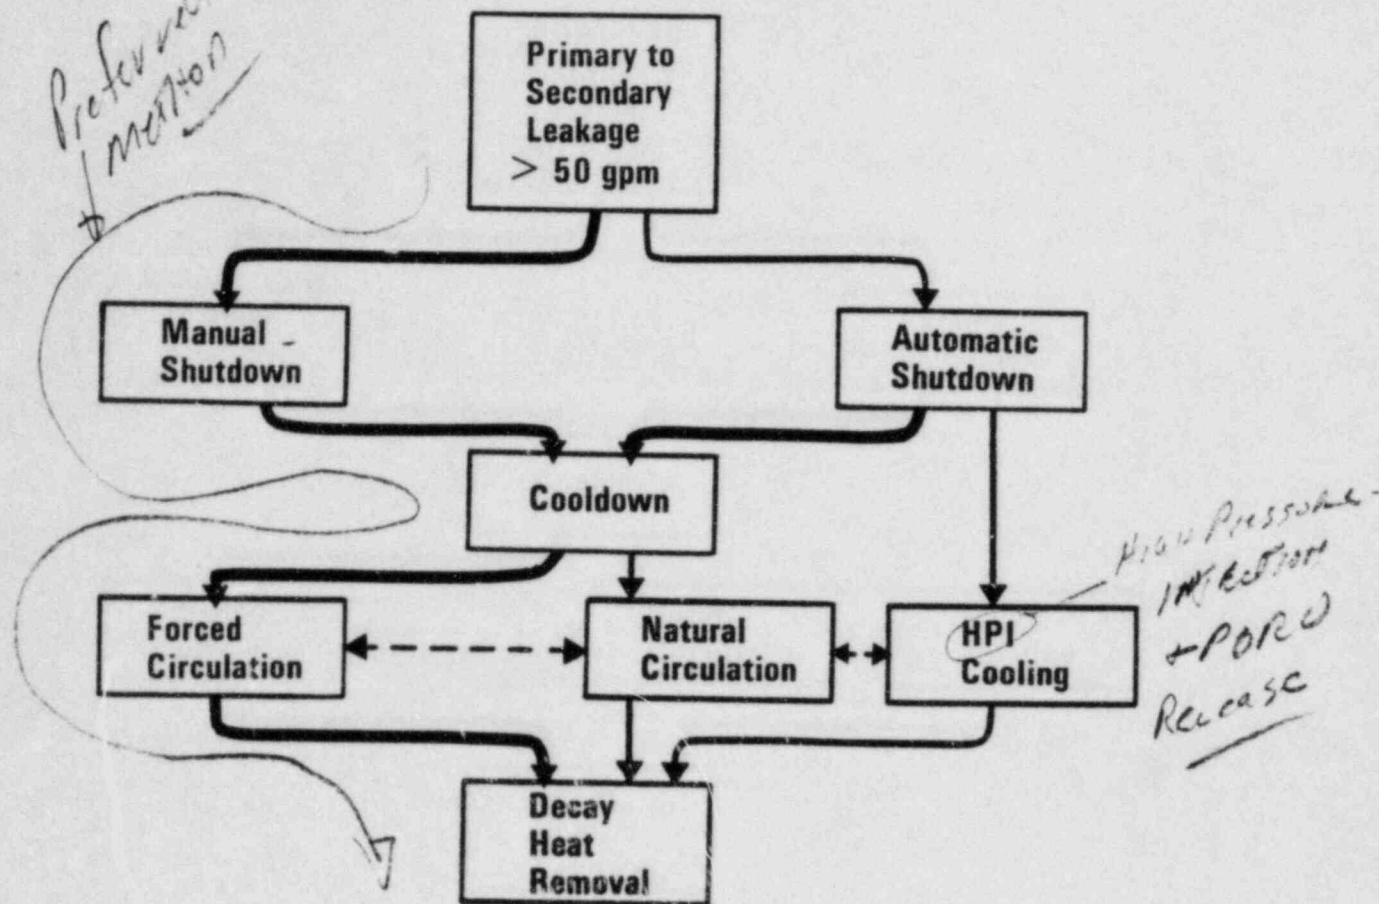 Preferred
Method
Primary to
Secondary
Leakage
> 50 gpm
Manual
Shutdown
Automatic
Shutdown
Cooldown
High Pressure
Injection
+ PORV
Release
Forced
Circulation
Natural
Circulation
HPI
Cooling
Decay
Heat
Removal